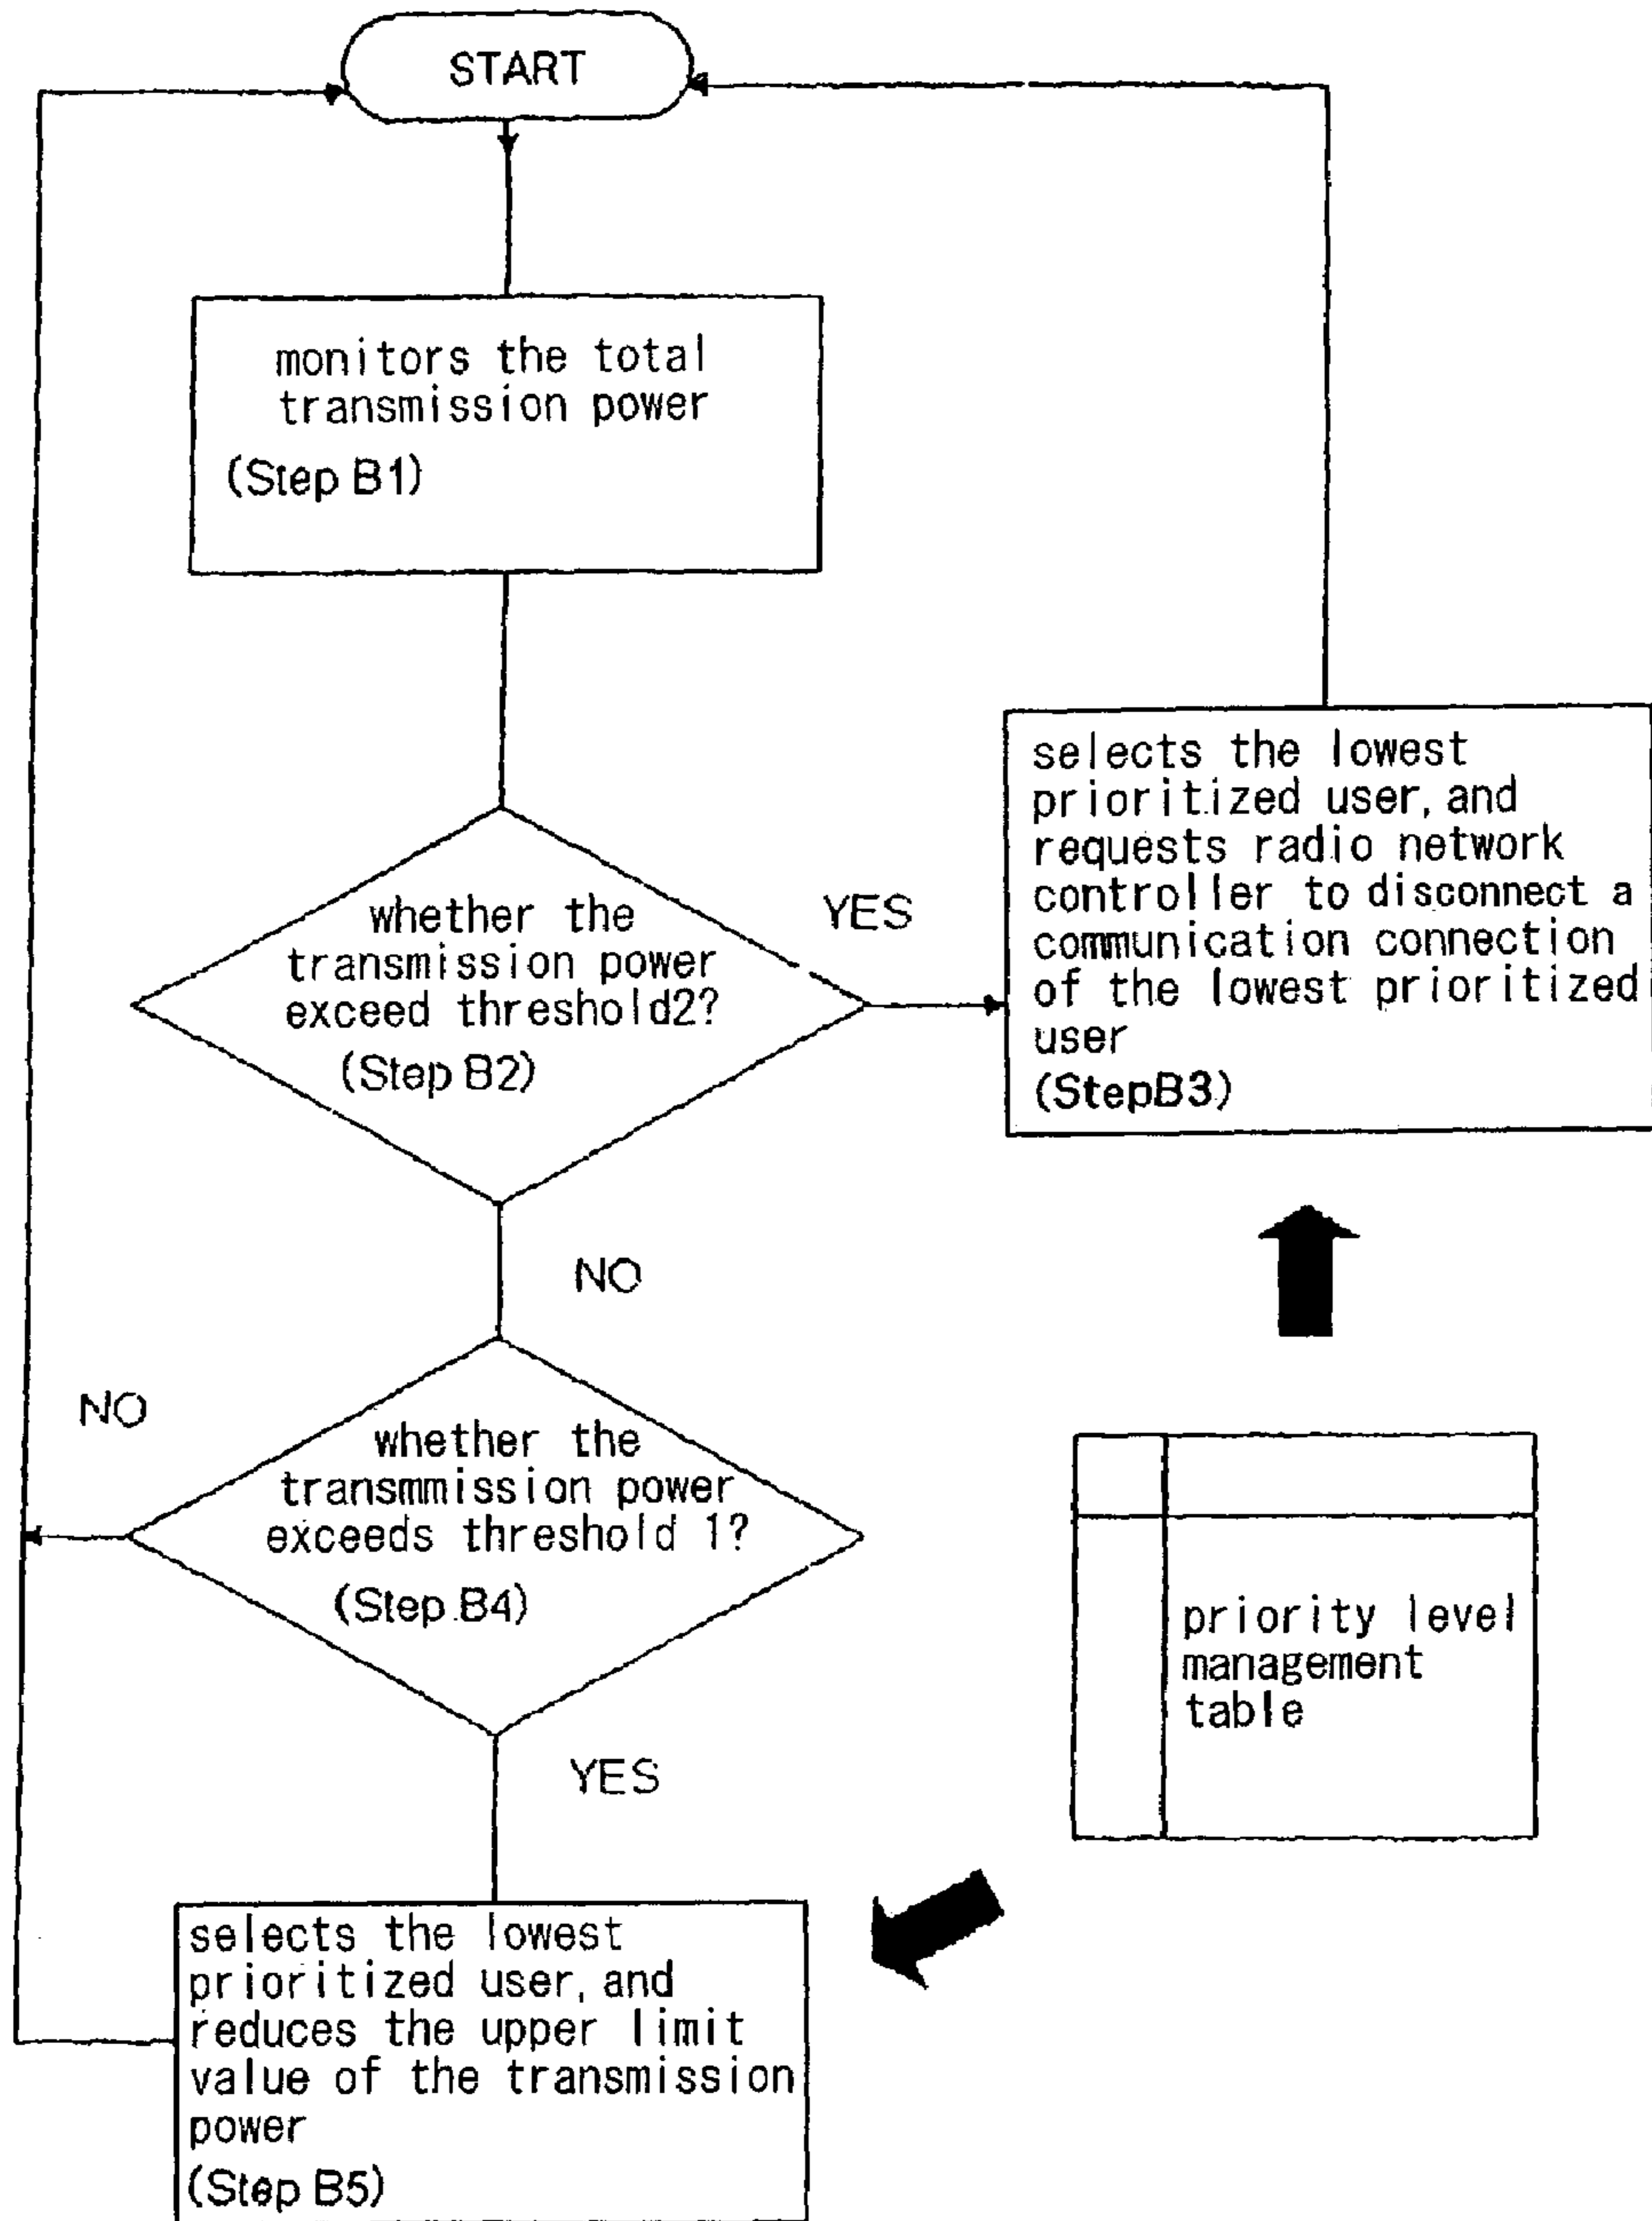 START
monitors the total
transmission power
(Step B1)
whether the
transmission power
exceed threshold2?
(Step B2)
YES
selects the lowest
prioritized user, and
requests radio network
controller to disconnect a
communication connection
of the lowest prioritized
user
(StepB3)
NO
NO
whether the
transmmission power
exceeds threshold 1?
(Step B4)
YES
priority level
management
table
selects the lowest
prioritized user, and
reduces the upper limit
value of the transmission
power
(Step B5)